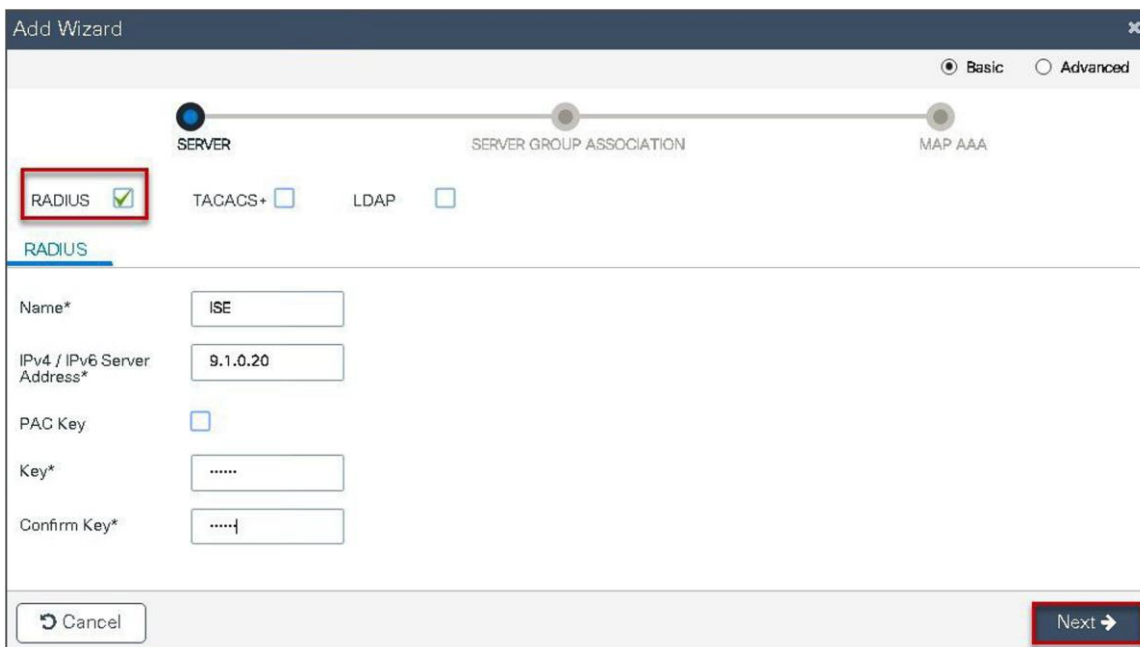 Add Wizard
Basic Advanced
SERVER SERVER GROUP ASSOCIATION MAP AAA
RADIUS TACACS+ LDAP
RADIUS
Name* ISE
IPv4 / IPv6 Server
Address* 9.1.0.20
PAC Key
Key* ••••••
Confirm Key* ••••••
Cancel Next